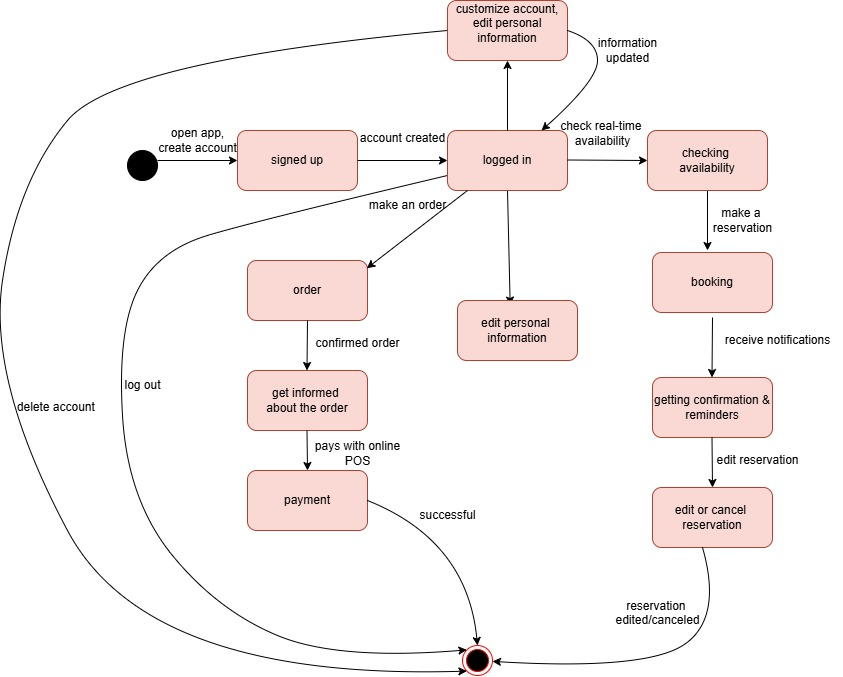 customize account,
edit personal
information
information
updated
open app,
create account
signed up
account created
logged in
check real-time
availability
checking
availability
make an order
make a
reservation
order
booking
edit personal
information
confirmed order
receive notifications
log out
get informed
about the order
getting confirmation &
reminders
delete account
pays with online
POS
edit reservation
payment
successful
edit or cancel
reservation
reservation
edited/canceled